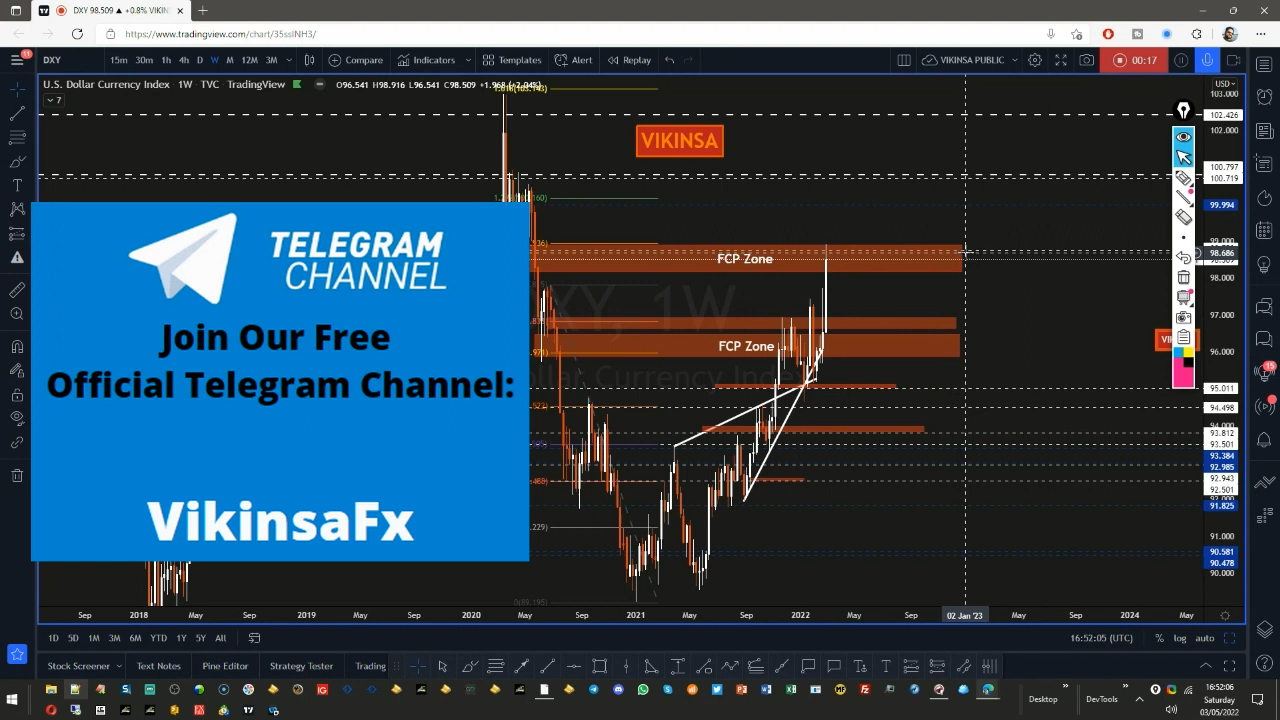 DXY 98.509 ▲ +0.8% VIKIN
https://www.tradingview.com/chart/35ssINH3/
11
DXY
15m 30m 1h 4h D W M 12M 3M
Compare
Indicators
Templates
Alert
Replay
VIKINSA PUBLIC
00:17
U.S. Dollar Currency Index 1W TVC TradingView
O96.541 H98.916 L96.541 C98.509
7
USD
VIKINSA
TELEGRAM
CHANNEL
Join Our Free
Official Telegram Channel:
VikinsaFx
FCP Zone
FCP Zone
DXY, 1W
103.000
102.426
102.000
100.797
100.719
99.994
98.686
98.000
97.000
96.000
95.011
94.498
93.812
93.501
93.384
92.985
92.943
92.501
91.825
91.000
90.581
90.478
90.000
15
0(89.195)
Sep 2018 May Sep 2019 May Sep 2020 May Sep 2021 May Sep 2022 May Sep 02 Jan '23 May Sep 2024 May
1D 5D 1M 3M 6M YTD 1Y 5Y All
16:52:05 (UTC)
% log auto
Stock Screener
Text Notes
Pine Editor
Strategy Tester
Trading
Desktop
DevTools
16:52:06
Saturday
03/05/2022